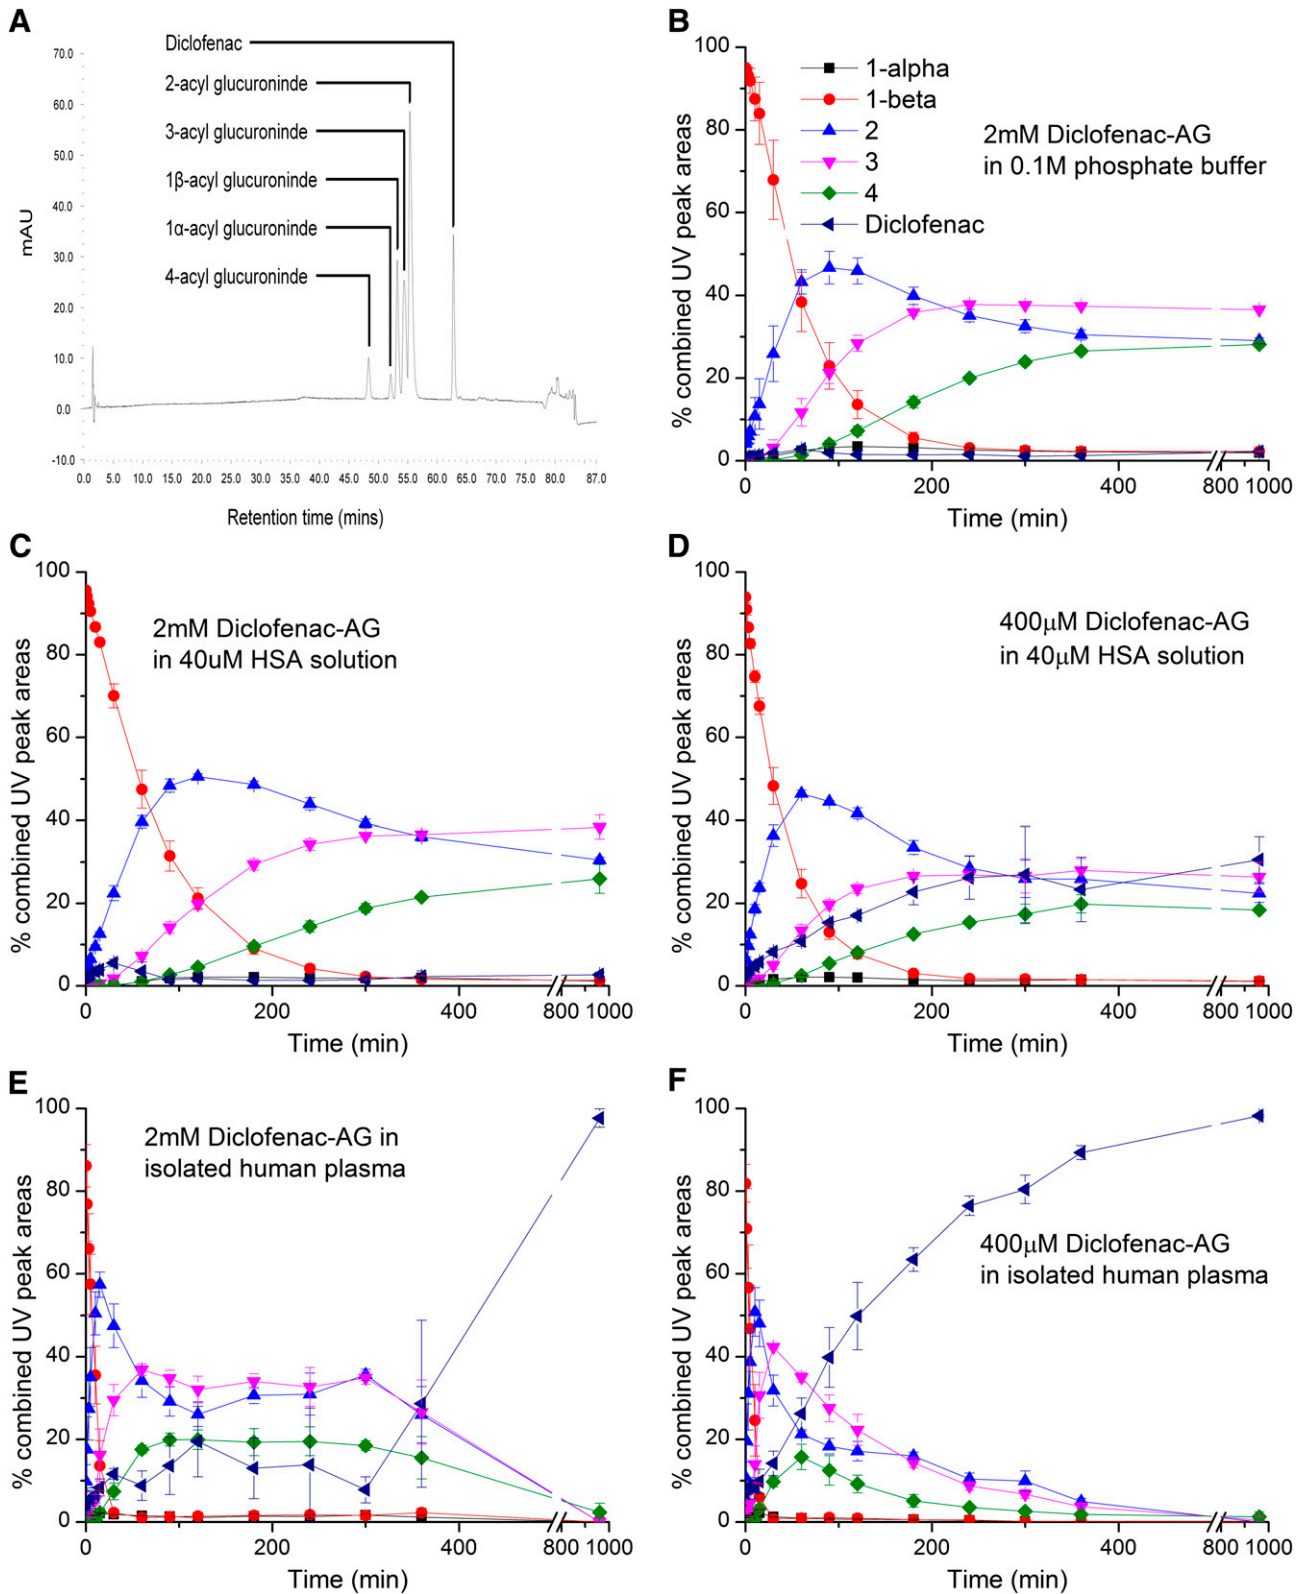 A
70.0
60.0
50.0
40.0
30.0
20.0
10.0
0.0
-10.0
mAU
Diclofenac
2-acyl glucuroninde
3-acyl glucuroninde
1β-acyl glucuroninde
1α-acyl glucuroninde
4-acyl glucuroninde
0.0 5.0 10.0 15.0 20.0 25.0 30.0 35.0 40.0 45.0 50.0 55.0 60.0 65.0 70.0 75.0 80.0 87.0
Retention time (mins)
B
% combined UV peak areas
100
80
60
40
20
0
1-alpha
1-beta
2
3
4
Diclofenac
2mM Diclofenac-AG
in 0.1M phosphate buffer
0 200 400 800 1000
Time (min)
C
% combined UV peak areas
100
80
60
40
20
0
2mM Diclofenac-AG
in 40uM HSA solution
0 200 400 800 1000
Time (min)
D
% combined UV peak areas
100
80
60
40
20
0
400μM Diclofenac-AG
in 40μM HSA solution
0 200 400 800 1000
Time (min)
E
% combined UV peak areas
100
80
60
40
20
0
2mM Diclofenac-AG in
isolated human plasma
0 200 400 800 1000
Time (min)
F
% combined UV peak areas
100
80
60
40
20
0
400μM Diclofenac-AG
in isolated human plasma
0 200 400 800 1000
Time (min)